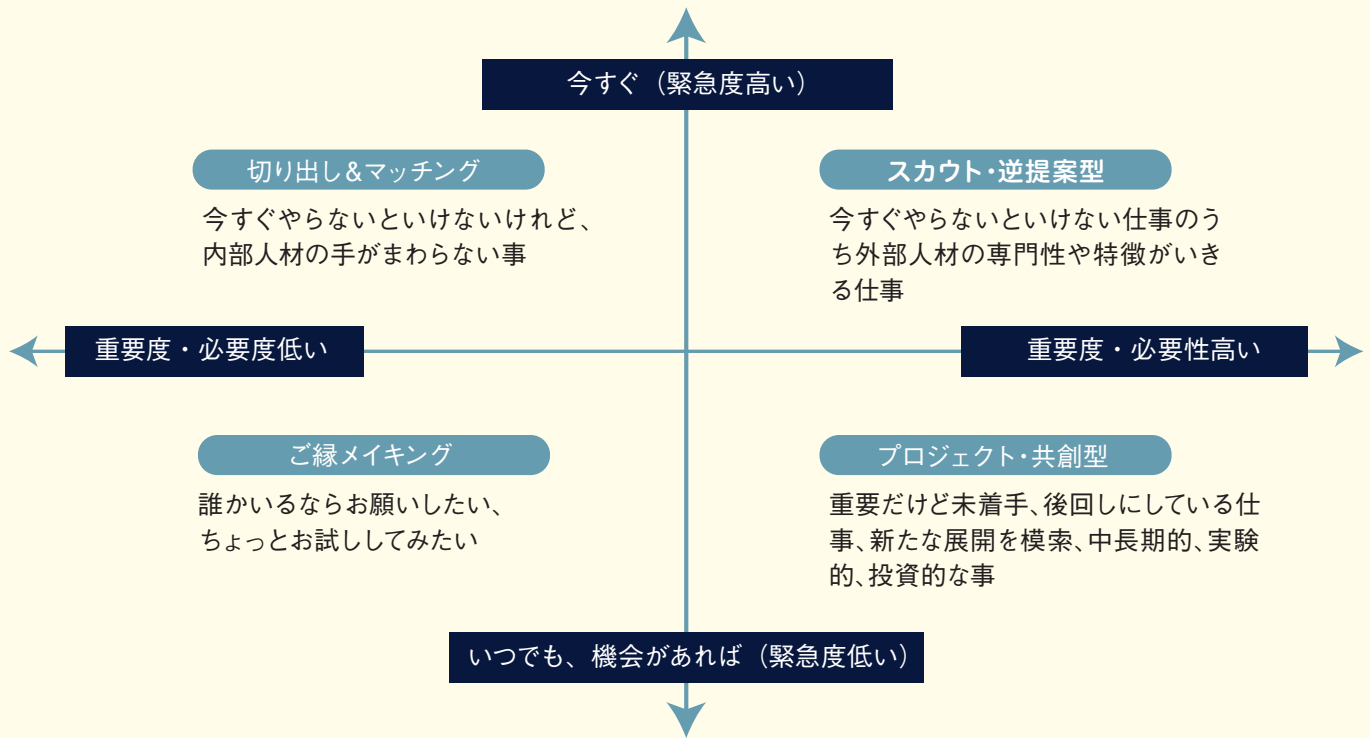 今すぐ（緊急度高い）
切り出し&マッチング
今すぐやらないといけないけれど、
内部人材の手がまわらない事
スカウト・逆提案型
今すぐやらないといけない仕事のう
ち外部人材の専門性や特徴がいき
る仕事
重要度・必要度低い
重要度・必要性高い
ご縁メイキング
誰かいるならお願いしたい、
ちょっとお試ししてみたい
プロジェクト・共創型
重要だけど未着手、後回しにしている仕
事、新たな展開を模索、中長期的、実験
的、投資的な事
いつでも、機会があれば（緊急度低い）